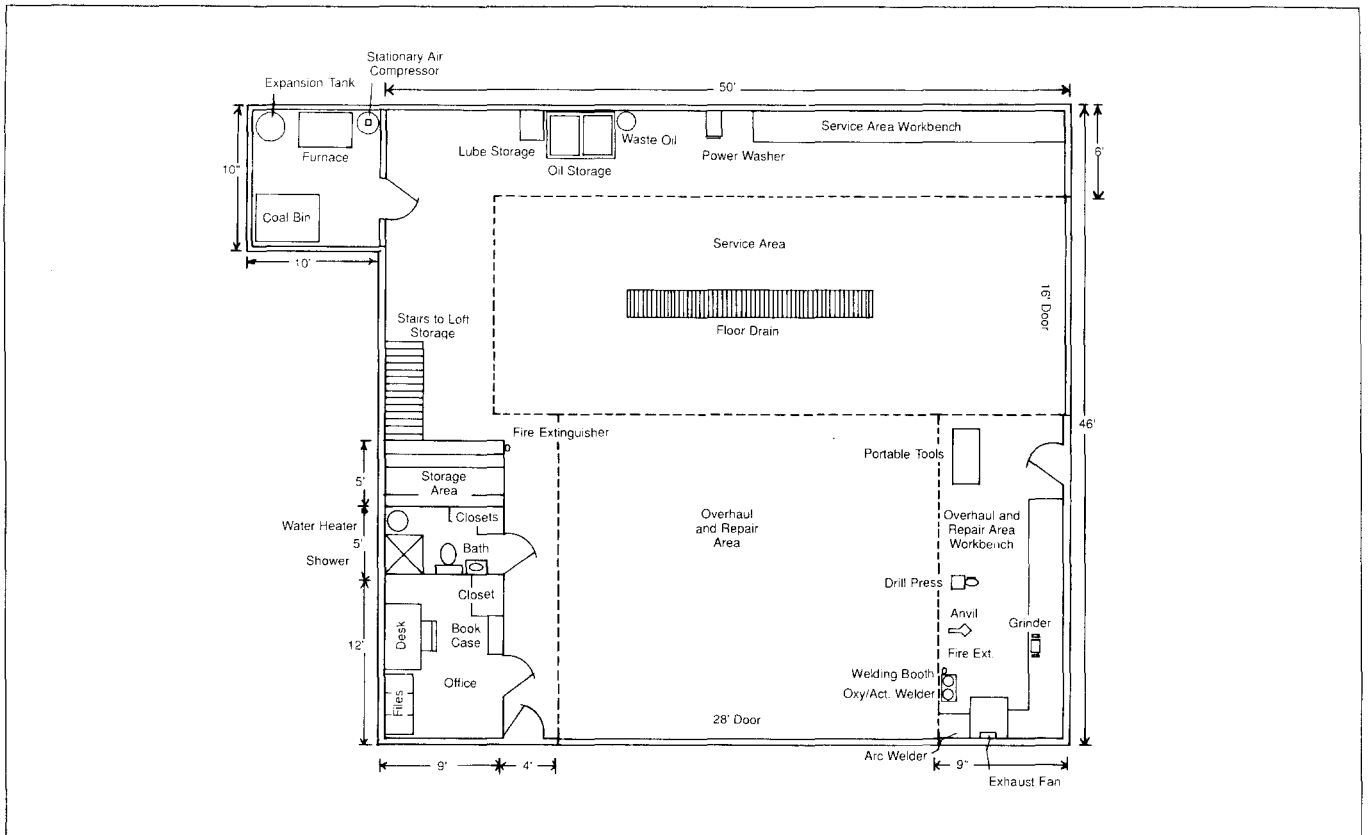 Stationary Air
Compressor
Expansion Tank
50'
Furnace
Lube Storage
Oil Storage
Waste Oil
Power Washer
Service Area Workbench
6'
10"
Coal Bin
10'
Service Area
16' Door
Floor Drain
Stairs to Loft
Storage
46'
Fire Extinguisher
Portable Tools
5'
Storage
Area
Water Heater
5'
Closets
Bath
Shower
Overhaul
and Repair
Area
Overhaul and
Repair Area
Workbench
Drill Press
Closet
Anvil
Grinder
12'
Desk
Book
Case
Fire Ext.
Office
Welding Booth
Oxy/Act. Welder
Files
28' Door
Arc Welder
9'
4'
9"
Exhaust Fan